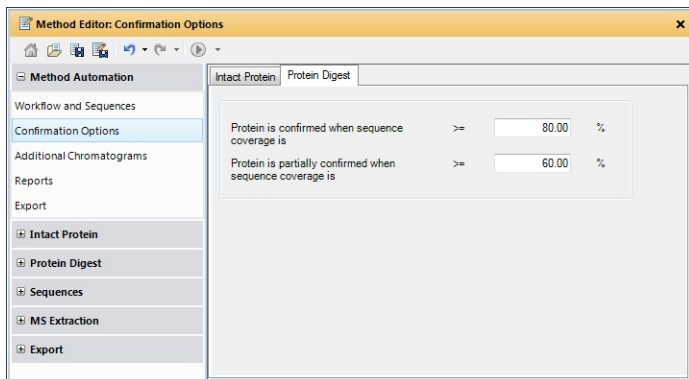 Method Editor: Confirmation Options
Method Automation
Workflow and Sequences
Confirmation Options
Additional Chromatograms
Reports
Export
Intact Protein
Protein Digest
Sequences
MS Extraction
Export
Intact Protein Protein Digest
Protein is confirmed when sequence >= 80.00 %
coverage is
Protein is partially confirmed when >= 60.00 %
sequence coverage is